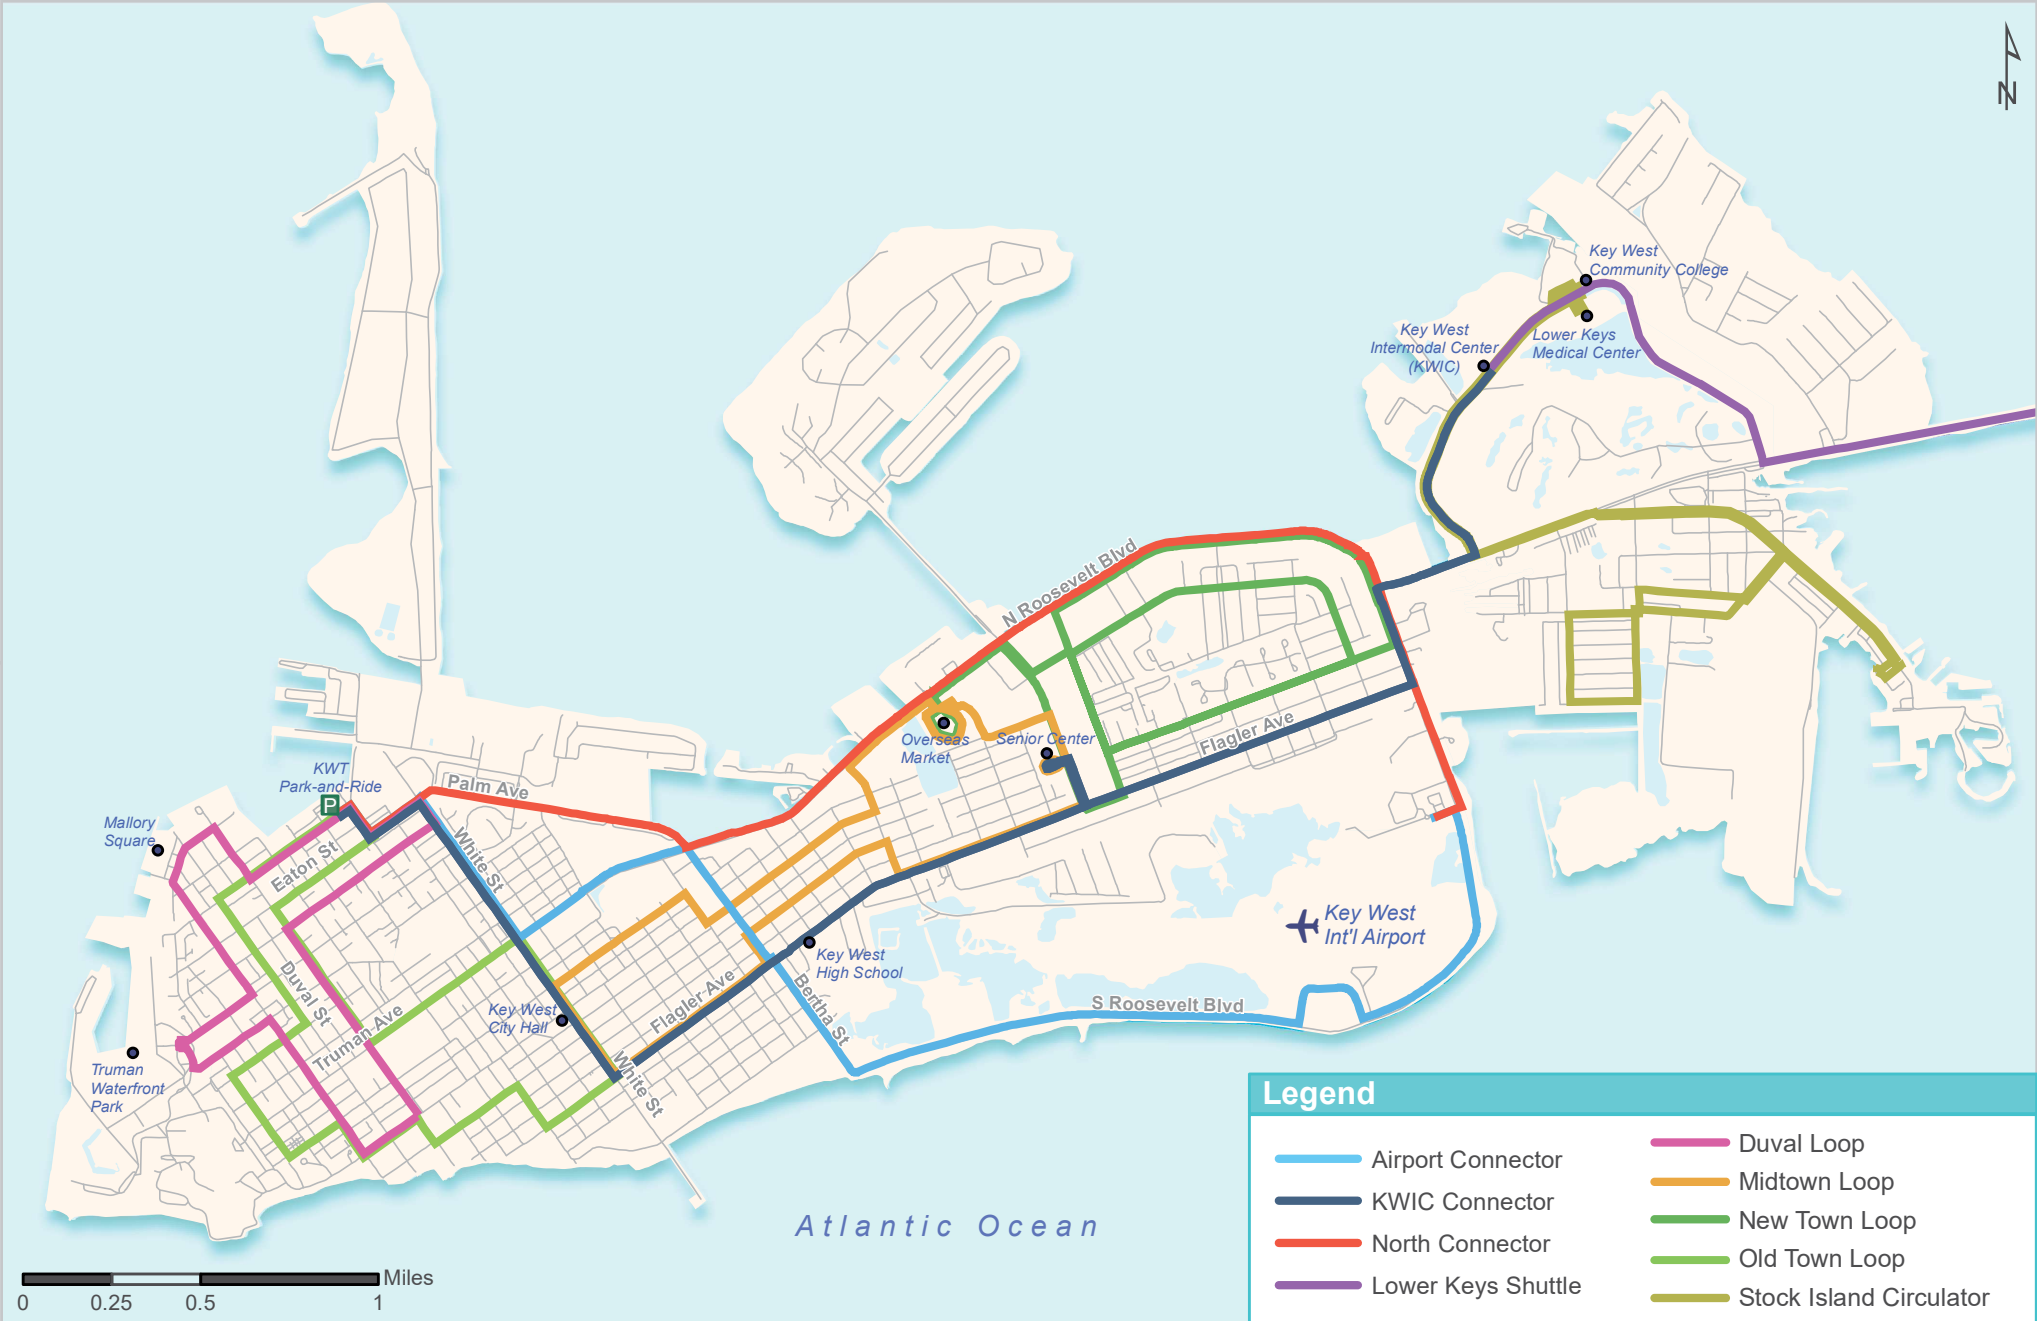 N
Key West
Community College
Key West
Intermodal Center
(KWIC)
Lower Keys
Medical Center
N Roosevelt Blvd
Overseas
Market
Senior Center
Flagler Ave
KWT
Park-and-Ride
P
Palm Ave
Mallory
Square
Eaton St
White St
Key West
Int'l Airport
Key West
High School
Duval St
Truman Ave
Key West
City Hall
Flagler Ave
Bertha St
S Roosevelt Blvd
Truman
Waterfront
Park
White St
Atlantic Ocean
Legend
Airport Connector
KWIC Connector
North Connector
Lower Keys Shuttle
Duval Loop
Midtown Loop
New Town Loop
Old Town Loop
Stock Island Circulator
Miles
0 0.25 0.5 1